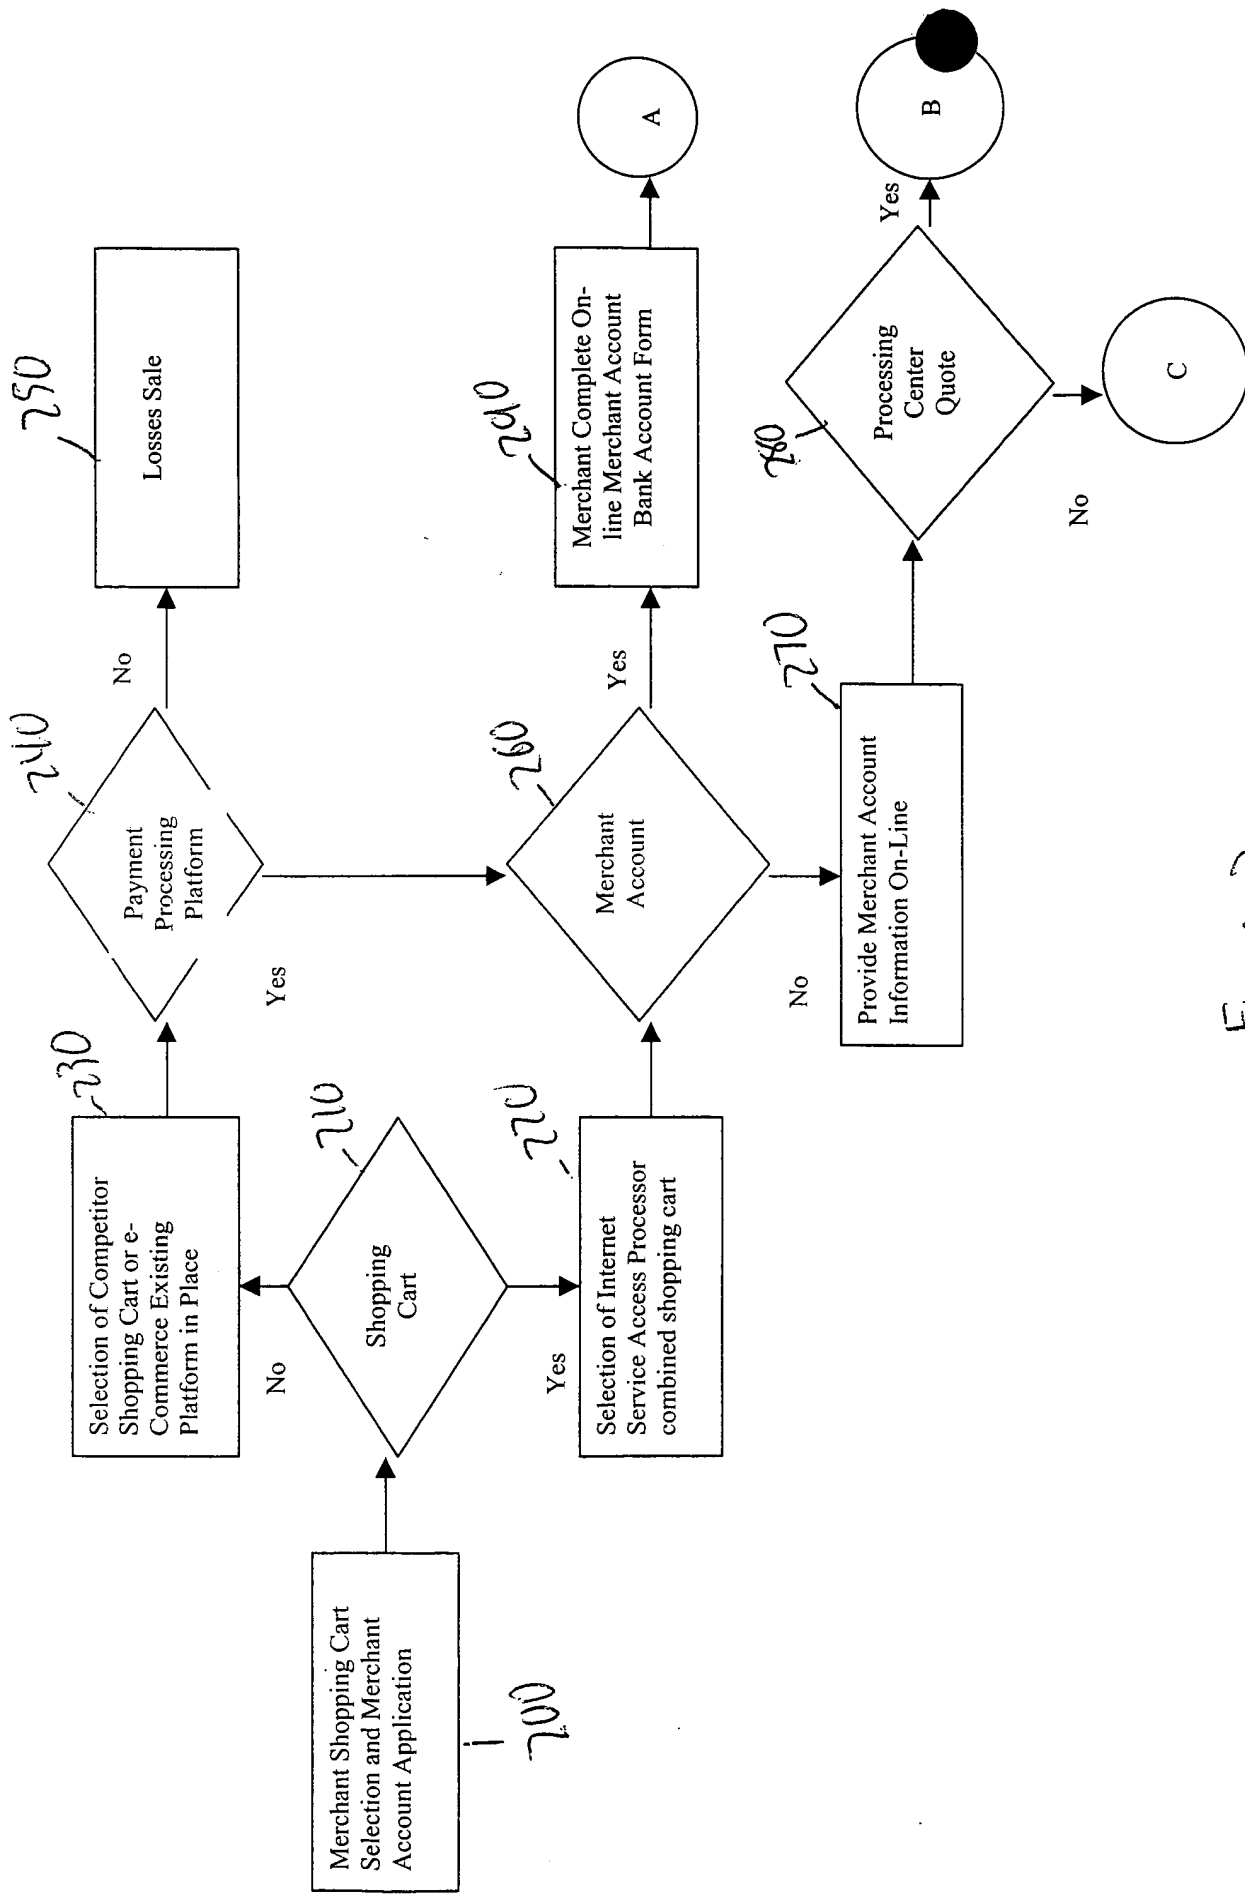 Merchant Shopping Cart
Selection and Merchant
Account Application
200
Shopping
Cart
210
No
Yes
Selection of Competitor
Shopping Cart or e-
Commerce Existing
Platform in Place
230
Selection of Internet
Service Access Processor
combined shopping cart
220
Payment
Processing
Platform
240
No
Yes
Losses Sale
250
Merchant
Account
260
Yes
No
Merchant Complete On-
line Merchant Account
Bank Account Form
290
A
Provide Merchant Account
Information On-Line
270
Processing
Center
Quote
280
Yes
No
B
C